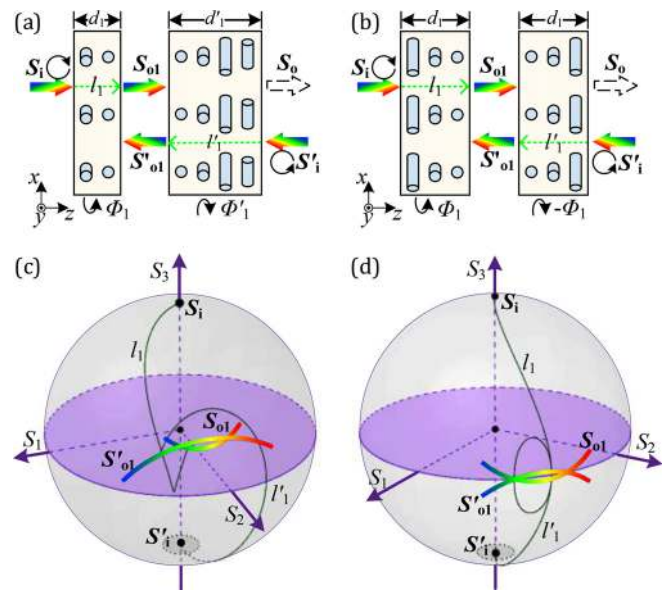 (a)
d₁
d'₁
Sᵢ
Sₒ₁
Sₒ
l₁
l'₁
S'ₒ₁
S'ᵢ
x
y
z
Φ₁
Φ'₁
(b)
d₁
d₁
Sᵢ
Sₒ₁
Sₒ
l₁
l'₁
S'ₒ₁
S'ᵢ
x
y
z
Φ₁
-Φ₁
(c)
S₃
Sᵢ
l₁
S₁
Sₒ₁
S'ₒ₁
l'₁
S₂
S'ᵢ
(d)
S₃
Sᵢ
l₁
Sₒ₁
S₂
S₁
S'ₒ₁
l'₁
S'ᵢ